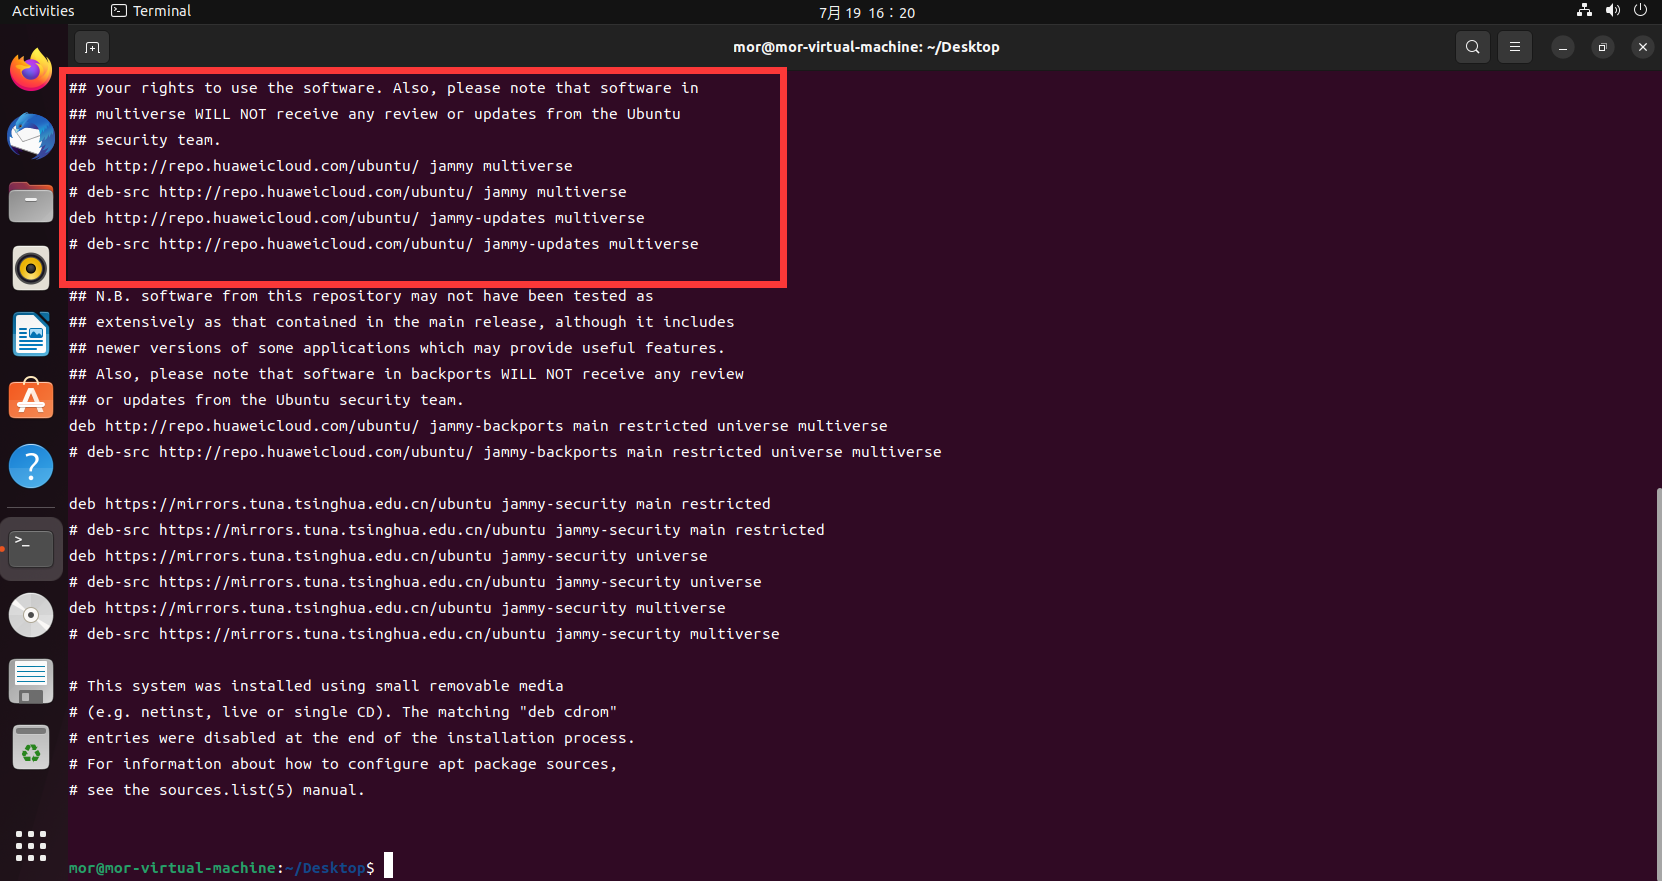 Activities
Terminal
7月 19 16：20
mor@mor-virtual-machine: ~/Desktop
## your rights to use the software. Also, please note that software in
## multiverse WILL NOT receive any review or updates from the Ubuntu
## security team.
deb http://repo.huaweicloud.com/ubuntu/ jammy multiverse
# deb-src http://repo.huaweicloud.com/ubuntu/ jammy multiverse
deb http://repo.huaweicloud.com/ubuntu/ jammy-updates multiverse
# deb-src http://repo.huaweicloud.com/ubuntu/ jammy-updates multiverse
## N.B. software from this repository may not have been tested as
## extensively as that contained in the main release, although it includes
## newer versions of some applications which may provide useful features.
## Also, please note that software in backports WILL NOT receive any review
## or updates from the Ubuntu security team.
deb http://repo.huaweicloud.com/ubuntu/ jammy-backports main restricted universe multiverse
# deb-src http://repo.huaweicloud.com/ubuntu/ jammy-backports main restricted universe multiverse
deb https://mirrors.tuna.tsinghua.edu.cn/ubuntu jammy-security main restricted
# deb-src https://mirrors.tuna.tsinghua.edu.cn/ubuntu jammy-security main restricted
deb https://mirrors.tuna.tsinghua.edu.cn/ubuntu jammy-security universe
# deb-src https://mirrors.tuna.tsinghua.edu.cn/ubuntu jammy-security universe
deb https://mirrors.tuna.tsinghua.edu.cn/ubuntu jammy-security multiverse
# deb-src https://mirrors.tuna.tsinghua.edu.cn/ubuntu jammy-security multiverse
# This system was installed using small removable media
# (e.g. netinst, live or single CD). The matching "deb cdrom"
# entries were disabled at the end of the installation process.
# For information about how to configure apt package sources,
# see the sources.list(5) manual.
mor@mor-virtual-machine:~/Desktop$